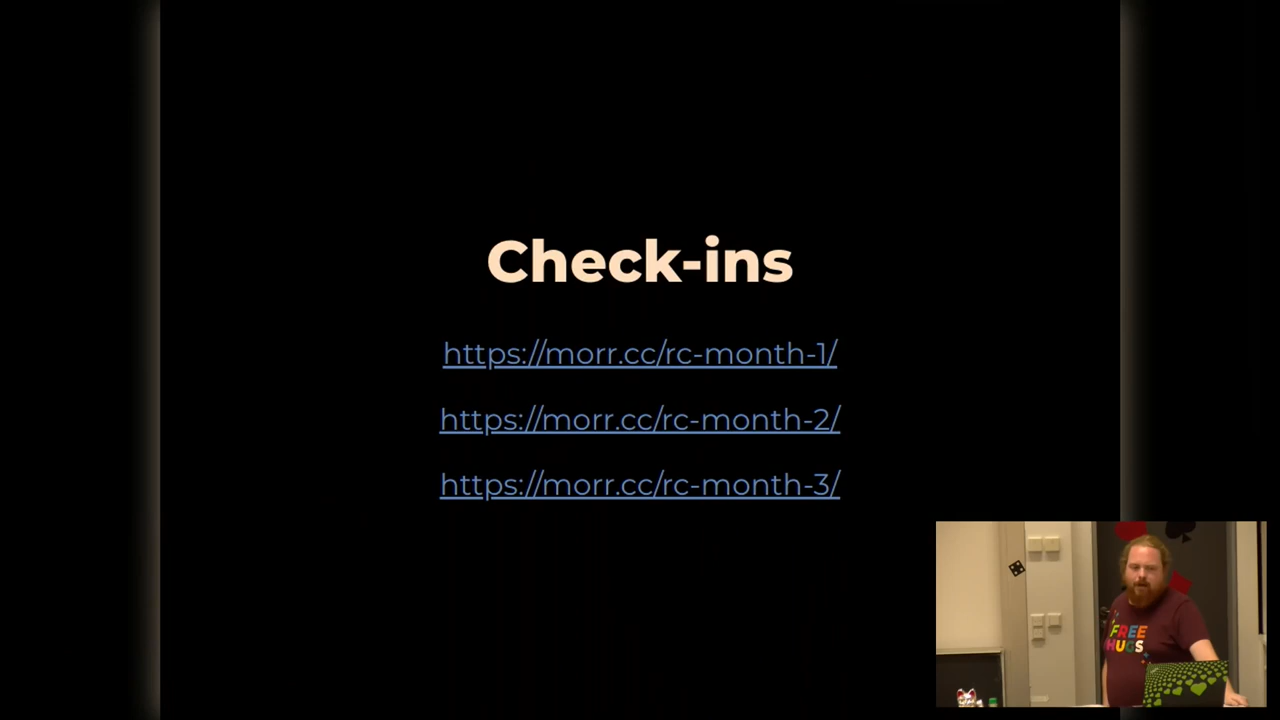 Check-ins
https://morr.cc/rc-month-1/
https://morr.cc/rc-month-2/
https://morr.cc/rc-month-3/
FREE
HUGS